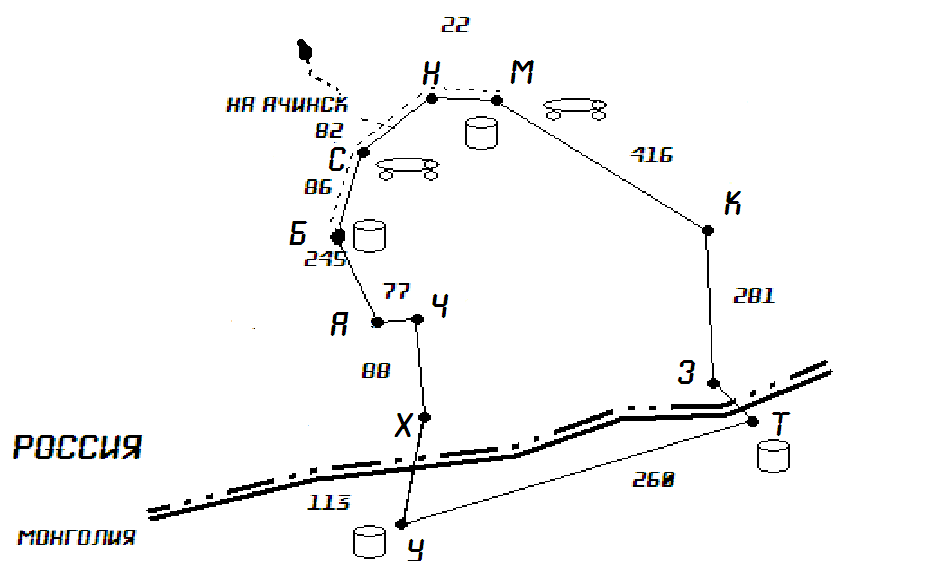 22
Н
М
НА АЧИНСК
82
С
416
86
К
Б
245
77
Ч
281
Я
88
З
Х
Т
РОССИЯ
260
113
МОНГОЛИЯ
У